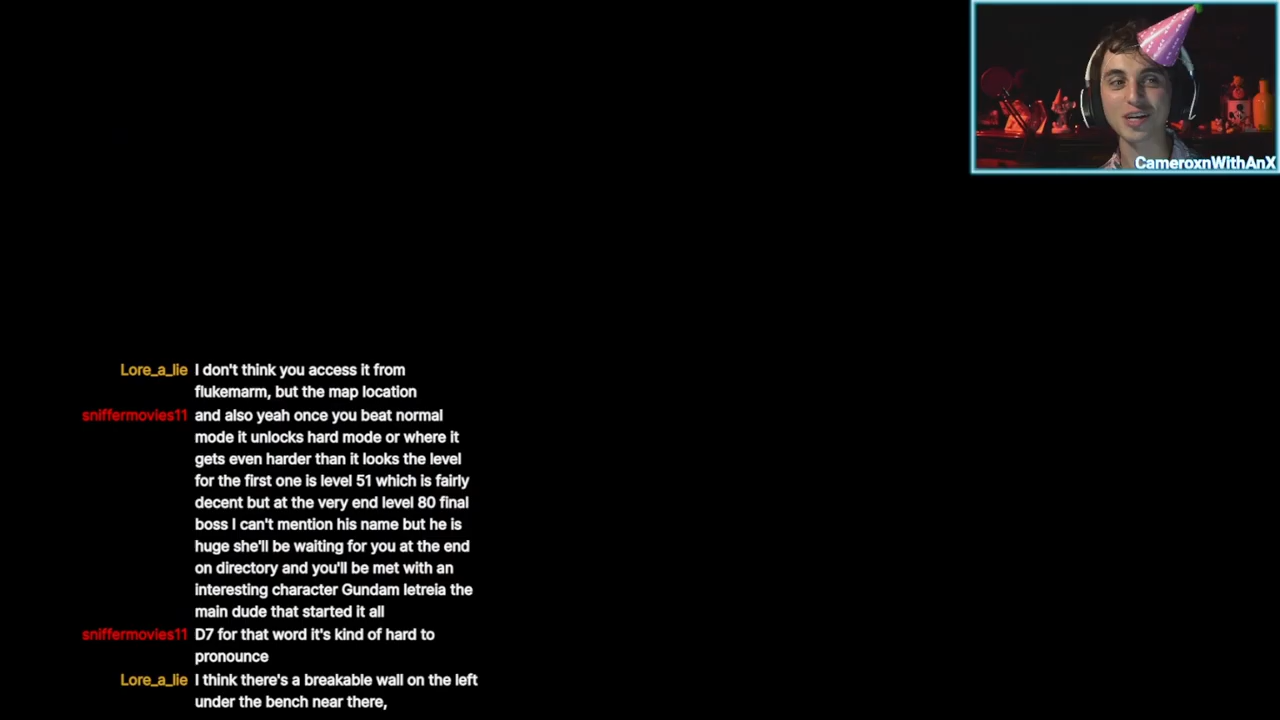 CameroxnWithAnX
Lore_a_lie I don't think you access it from
flukemarm, but the map location
sniffermovies11 and also yeah once you beat normal
mode it unlocks hard mode or where it
gets even harder than it looks the level
for the first one is level 51 which is fairly
decent but at the very end level 80 final
boss I can't mention his name but he is
huge she'll be waiting for you at the end
on directory and you'll be met with an
interesting character Gundam letreia the
main dude that started it all
sniffermovies11 D7 for that word it's kind of hard to
pronounce
Lore_a_lie I think there's a breakable wall on the left
under the bench near there,